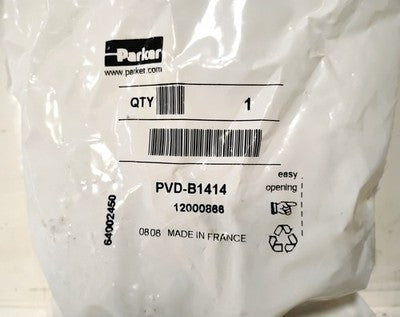 Parker
www.parker.com
QTY 1
PVD-B1414
12000866
easy
opening
64002450
0808 MADE IN FRANCE